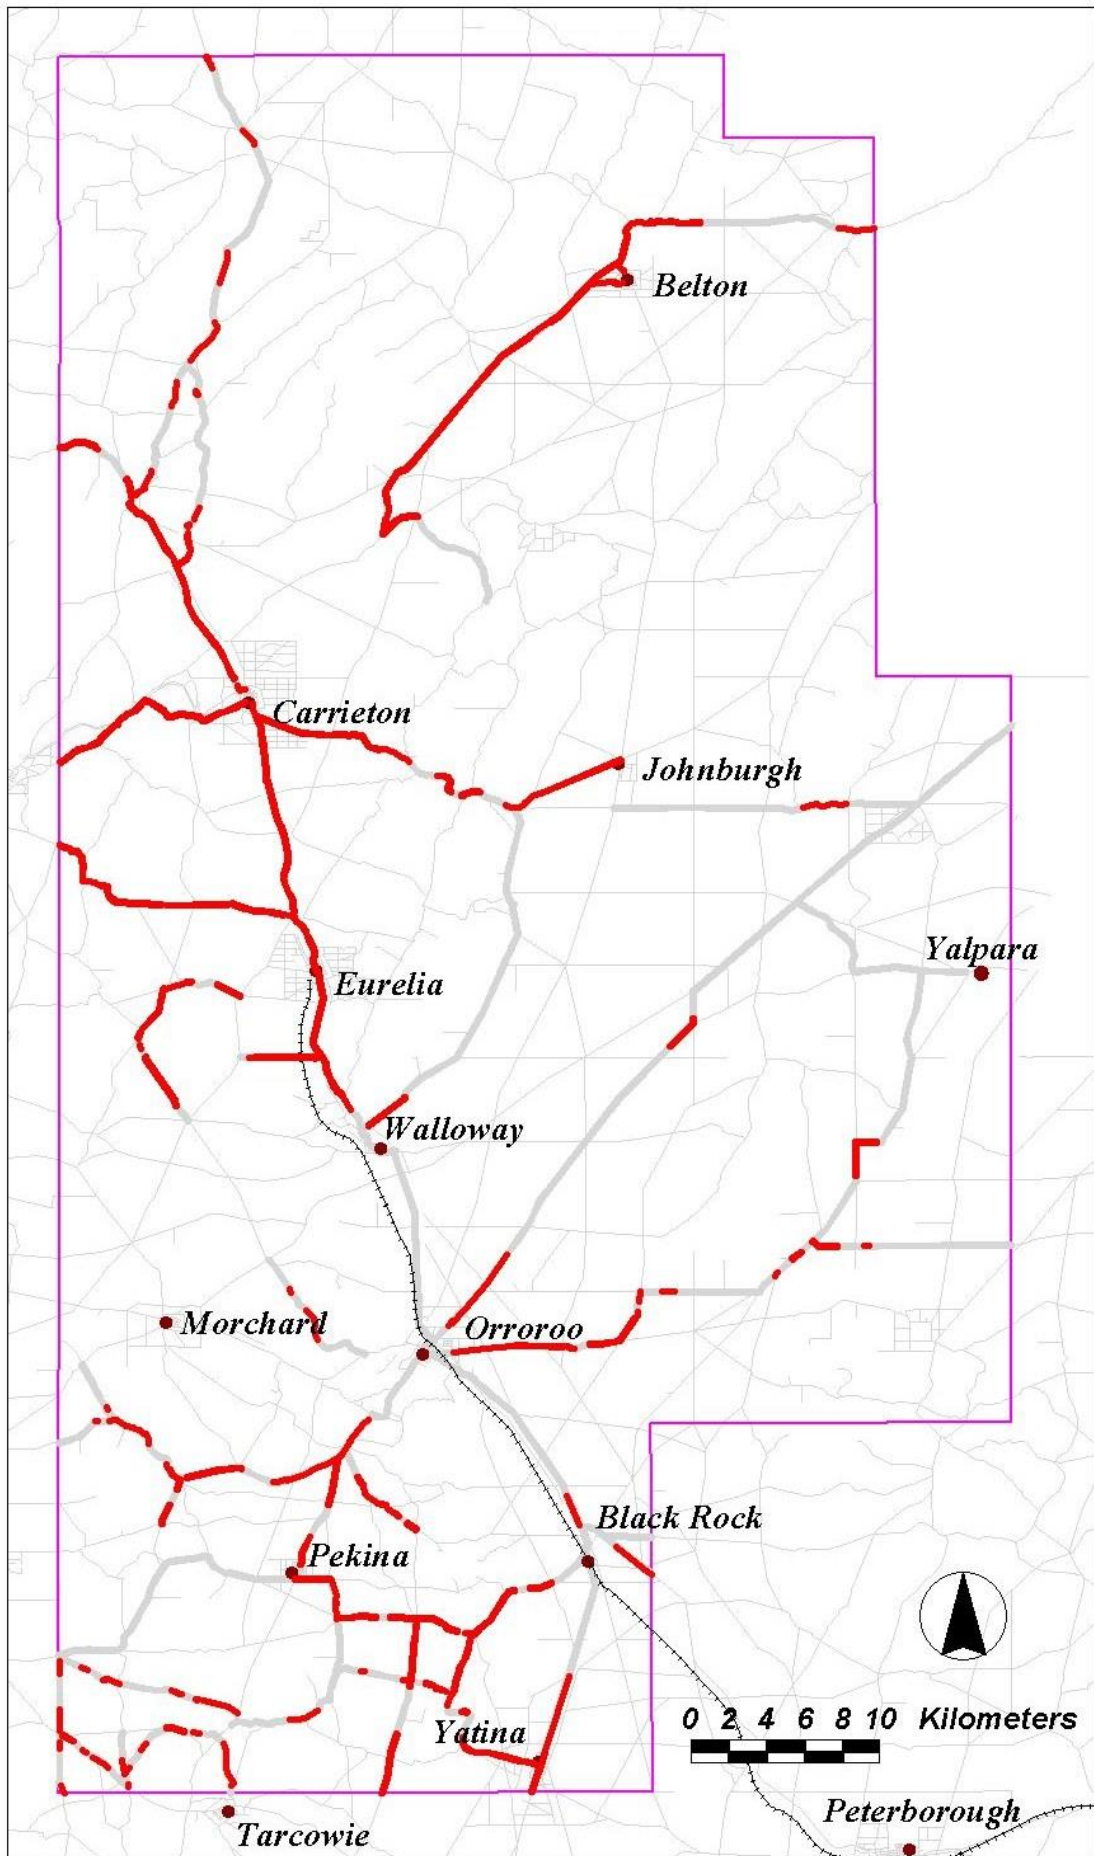 Belton
Carrieton
Johnburgh
Yalpara
Eurelia
Walloway
Morchard
Orroroo
Black Rock
Pekina
0 2 4 6 8 10 Kilometers
Yatina
Peterborough
Tarcowie